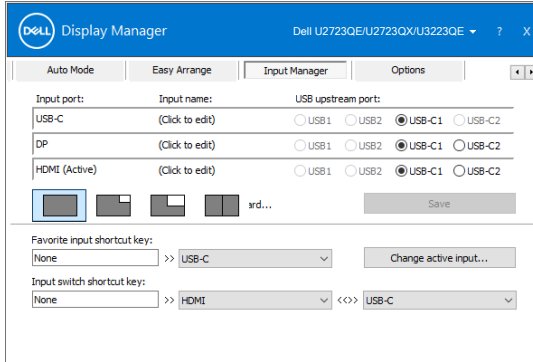 DELL Display Manager Dell U2723QE/U2723QX/U3223QE ? X
Auto Mode Easy Arrange Input Manager Options
Input port: Input name: USB upstream port:
USB-C (Click to edit) USB1 USB2 USB-C1 USB-C2
DP (Click to edit) USB1 USB2 USB-C1 USB-C2
HDMI (Active) (Click to edit) USB1 USB2 USB-C1 USB-C2
ard... Save
Favorite input shortcut key:
None >> USB-C Change active input...
Input switch shortcut key:
None >> HDMI <<>> USB-C